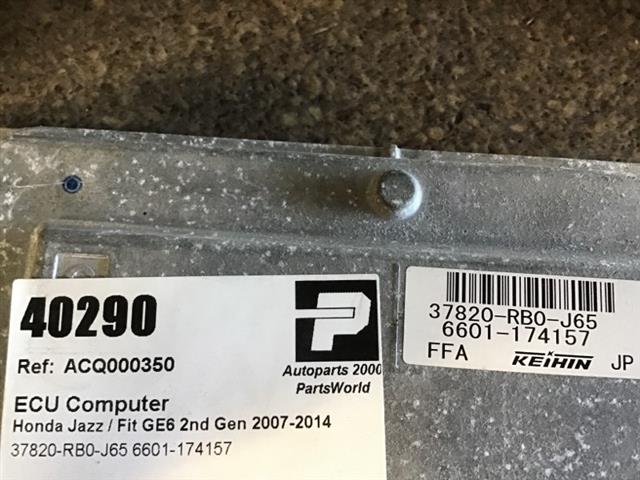 40290
Ref: ACQ000350
P
Autoparts 2000
PartsWorld
ECU Computer
Honda Jazz / Fit GE6 2nd Gen 2007-2014
37820-RB0-J65 6601-174157
37820-RB0-J65
6601-174157
FFA KEIHIN JP